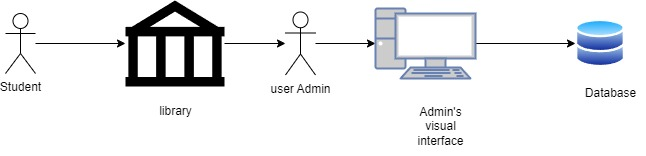 Student
library
user Admin
Admin's
visual
interface
Database